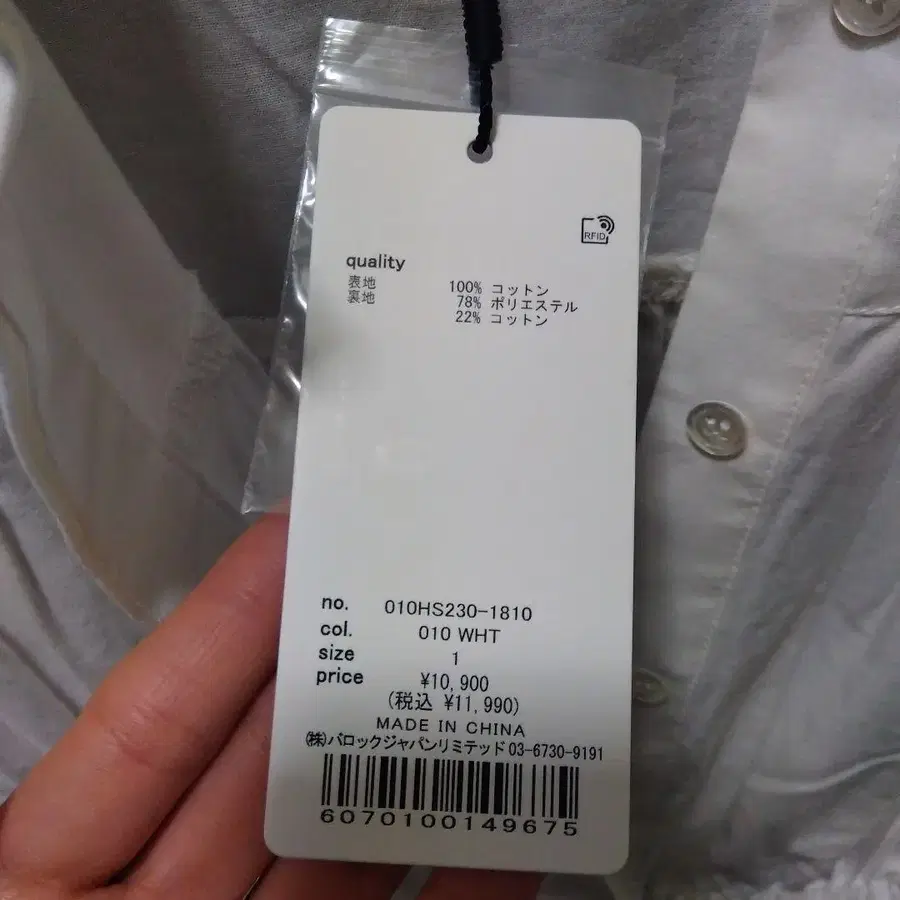 RFID
quality
表地 100% コットン
裏地 78% ポリエステル
22% コットン
no. 010HS230-1810
col. 010 WHT
size 1
price ¥10,900
(税込 ¥11,990)
MADE IN CHINA
(株)バロックジャパンリミテッド 03-6730-9191
6070100149675